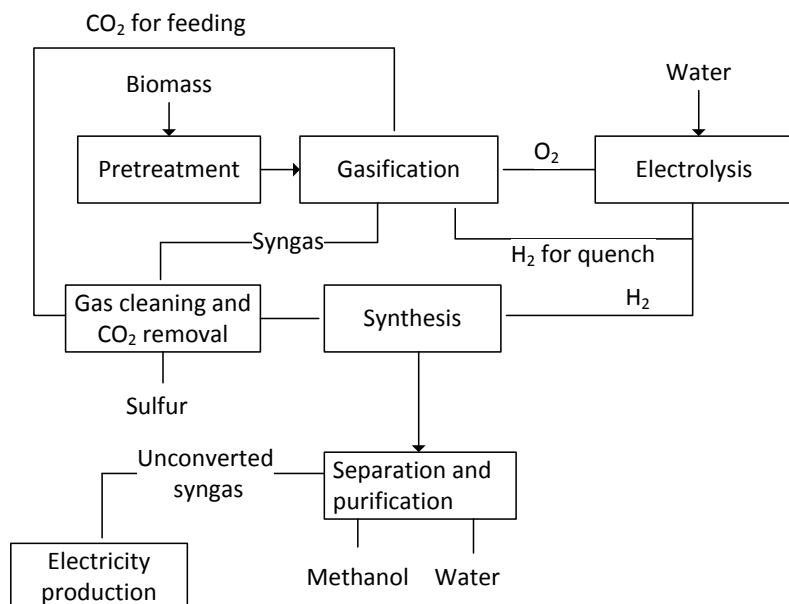 CO₂ for feeding
Biomass
Water
Pretreatment
Gasification
O₂
Electrolysis
Syngas
H₂ for quench
Gas cleaning and
CO₂ removal
Synthesis
H₂
Sulfur
Unconverted
syngas
Separation and
purification
Electricity
production
Methanol
Water